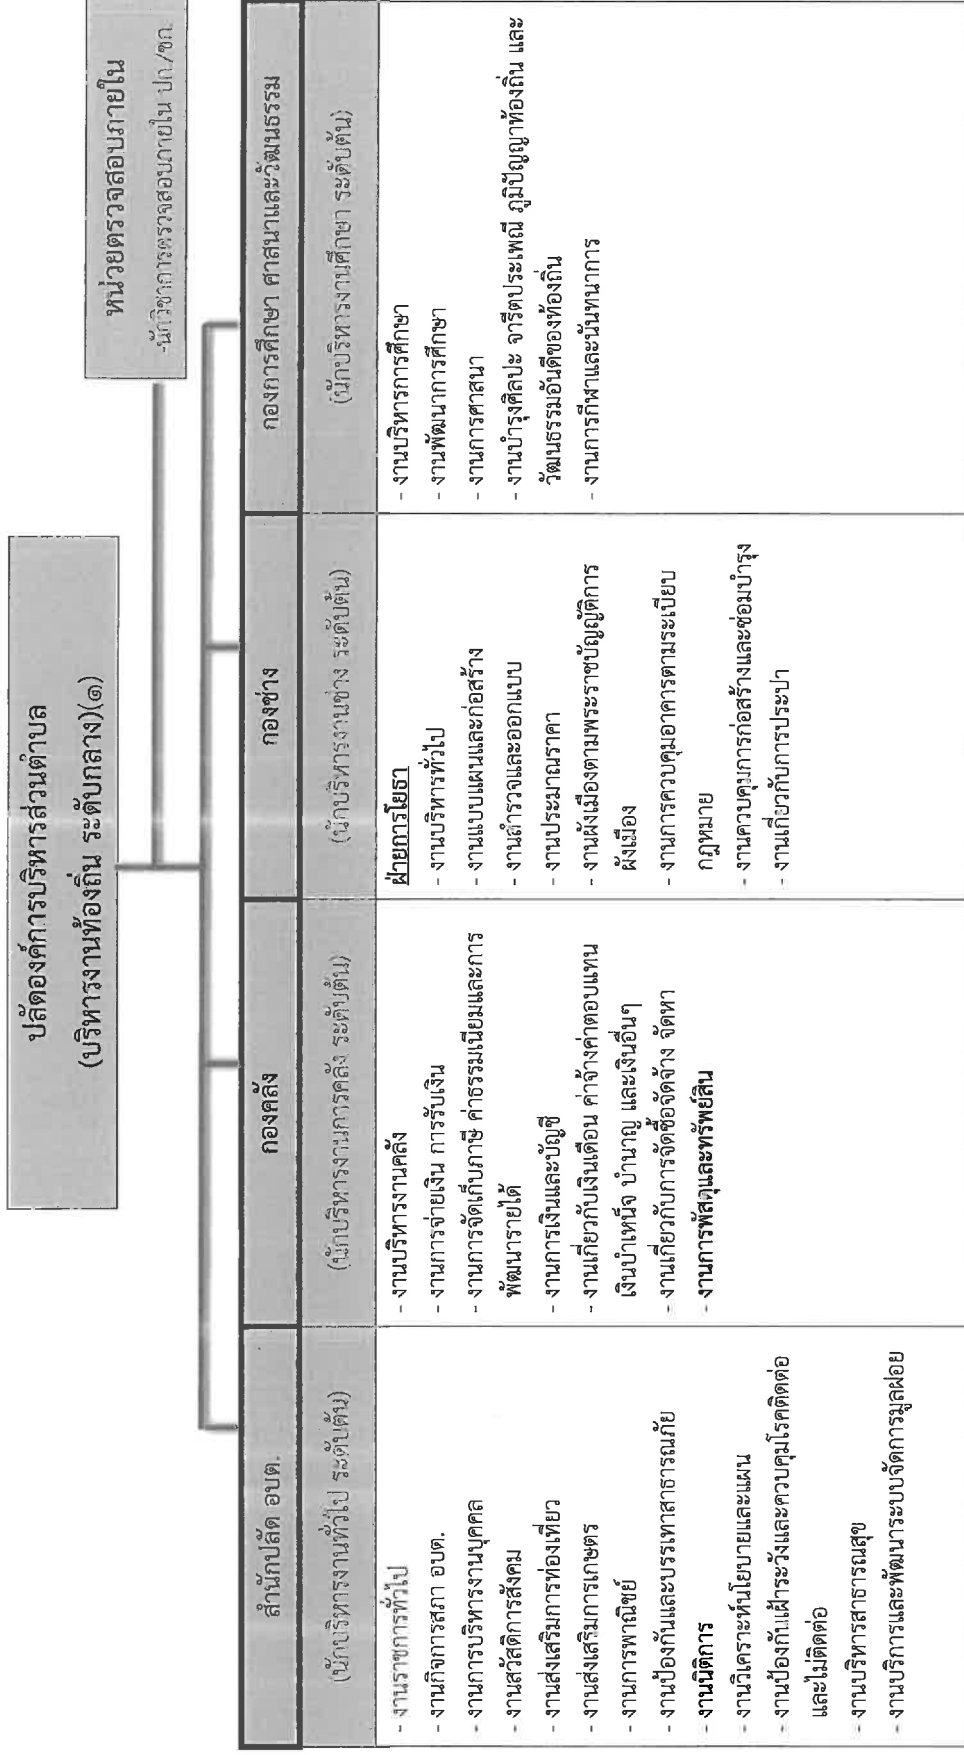 ปลัดองค์การบริหารส่วนตำบล
(บริหารงานท้องถิ่น ระดับกลาง)(๑)
หน่วยตรวจสอบภายใน
-นักวิชาการตรวจสอบภายใน ปก./ชก.
สำนักปลัด อบต.
(นักบริหารงานทั่วไป ระดับต้น)
- งานราชการทั่วไป
- งานกิจการสภา อบต.
- งานการบริหารงานบุคคล
- งานสวัสดิการสังคม
- งานส่งเสริมการท่องเที่ยว
- งานส่งเสริมการเกษตร
- งานการพาณิชย์
- งานป้องกันและบรรเทาสาธารณภัย
- งานนิติการ
- งานวิเคราะห์นโยบายและแผน
- งานป้องกันเฝ้าระวังและควบคุมโรคติดต่อ
และไม่ติดต่อ
- งานบริหารสาธารณสุข
- งานบริการและพัฒนาระบบจัดการมูลฝอย
กองคลัง
(นักบริหารงานการคลัง ระดับต้น)
- งานบริหารงานคลัง
- งานการจ่ายเงิน การรับเงิน
- งานการจัดเก็บภาษี ค่าธรรมเนียมและการ
พัฒนารายได้
- งานการเงินและบัญชี
- งานเกี่ยวกับเงินเดือน ค่าจ้างค่าตอบแทน
เงินบำเหน็จ บำนาญ และเงินอื่นๆ
- งานเกี่ยวกับการจัดซื้อจัดจ้าง จัดหา
- งานการพัสดุและทรัพย์สิน
กองช่าง
(นักบริหารงานช่าง ระดับต้น)
ฝ่ายการโยธา
- งานบริหารทั่วไป
- งานแบบแผนและก่อสร้าง
- งานสำรวจและออกแบบ
- งานประมาณราคา
- งานผังเมืองตามพระราชบัญญัติการ
ผังเมือง
- งานการควบคุมอาคารตามระเบียบ
กฎหมาย
- งานควบคุมการก่อสร้างและซ่อมบำรุง
- งานเกี่ยวกับการประปา
กองการศึกษา ศาสนาและวัฒนธรรม
(นักบริหารงานศึกษา ระดับต้น)
- งานบริหารการศึกษา
- งานพัฒนาการศึกษา
- งานการศาสนา
- งานบำรุงศิลปะ จารีตประเพณี ภูมิปัญญาท้องถิ่น และ
วัฒนธรรมอันดีของท้องถิ่น
- งานการกีฬาและนันทนาการ